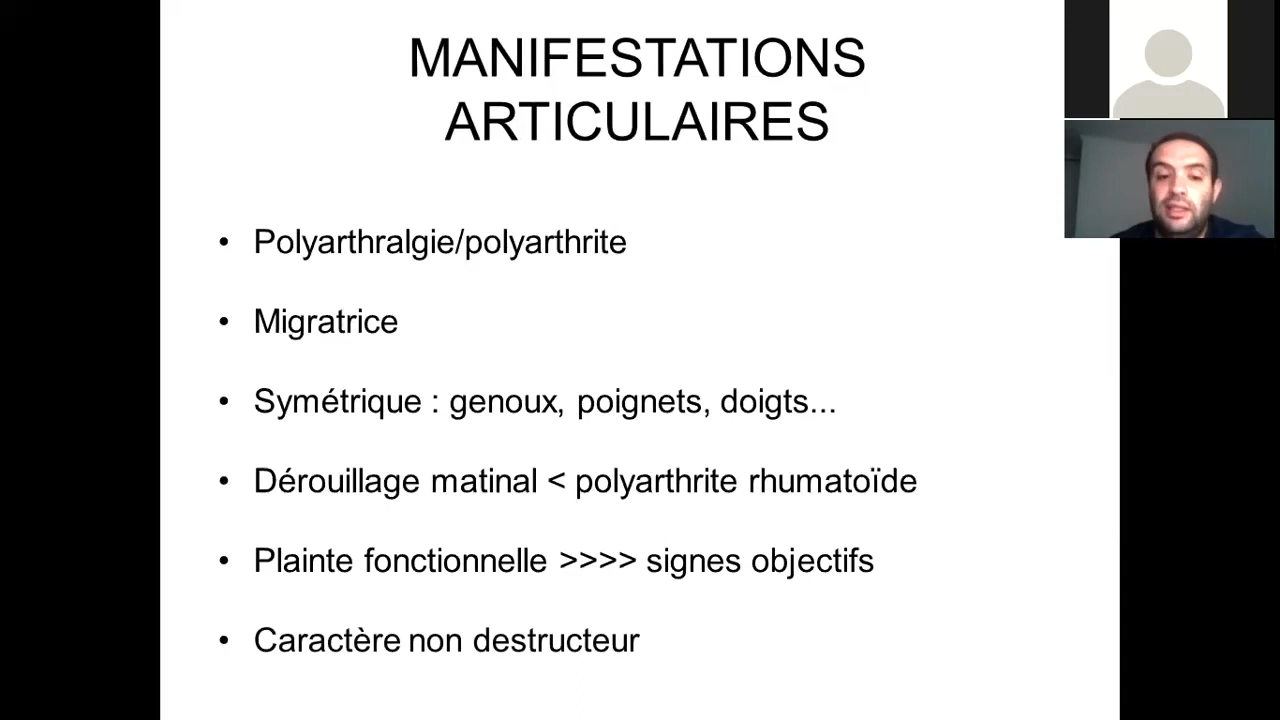 MANIFESTATIONS
ARTICULAIRES
• Polyarthralgie/polyarthrite
• Migratrice
• Symétrique : genoux, poignets, doigts...
• Dérouillage matinal < polyarthrite rhumatoïde
• Plainte fonctionnelle >>>> signes objectifs
• Caractère non destructeur